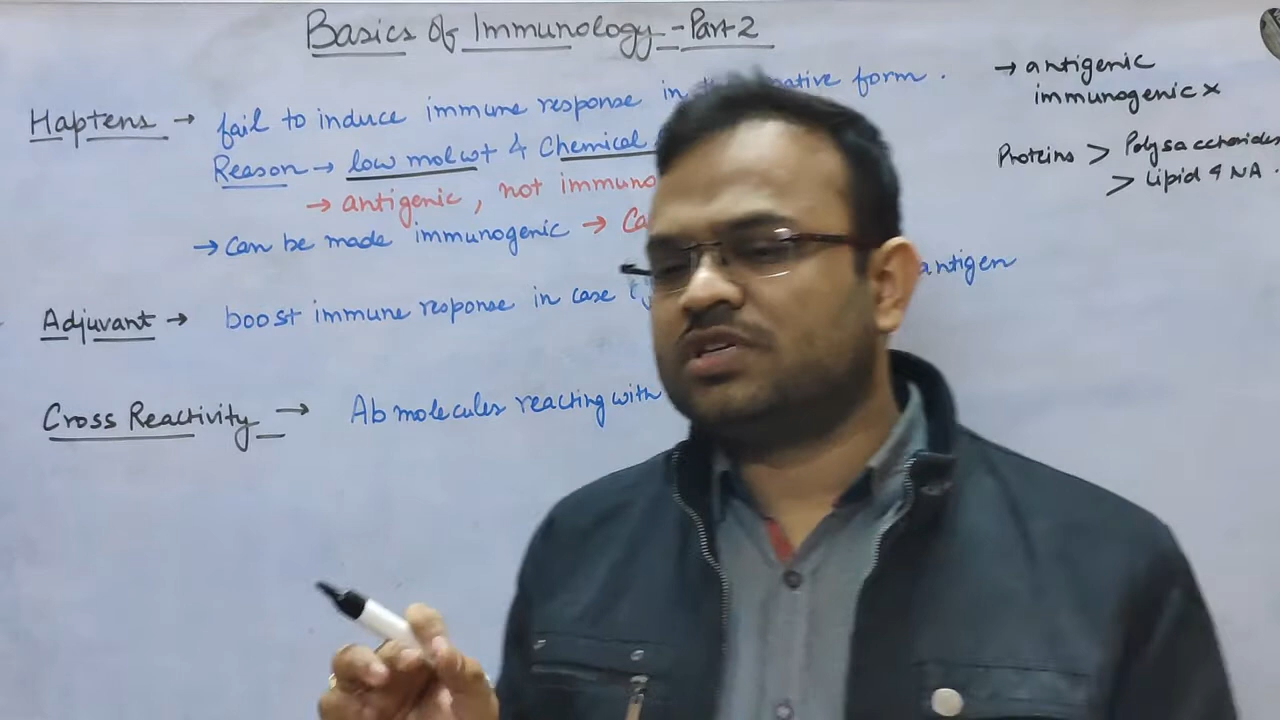 Basics of Immunology - Part 2
Haptens → fail to induce immune response in native form.
Reason → low mol wt & Chemical
→ antigenic, not immuno
→ Can be made immunogenic → Ca
Adjuvant → boost immune response in case antigen
Cross Reactivity → Ab molecules reacting with
→ antigenic
immunogenic x
Proteins > Polysaccharides
> Lipid & NA.